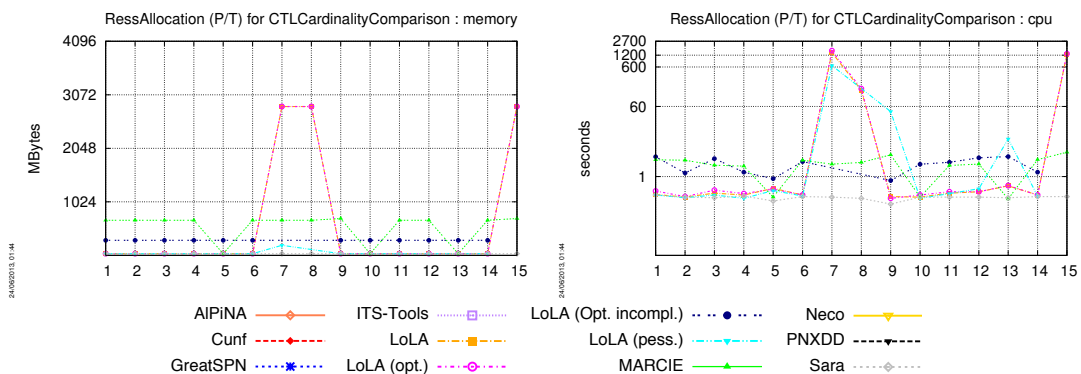 RessAllocation (P/T) for CTLCardinalityComparison : memory
4096
3072
2048
1024
MBytes
1 2 3 4 5 6 7 8 9 10 11 12 13 14 15
24/06/2013, 01:44
RessAllocation (P/T) for CTLCardinalityComparison : cpu
2700
1200
600
60
1
seconds
1 2 3 4 5 6 7 8 9 10 11 12 13 14 15
24/06/2013, 01:44
AlPiNA ITS-Tools LoLA (Opt. incompl.) Neco
Cunf LoLA LoLA (pess.) PNXDD
GreatSPN LoLA (opt.) MARCIE Sara